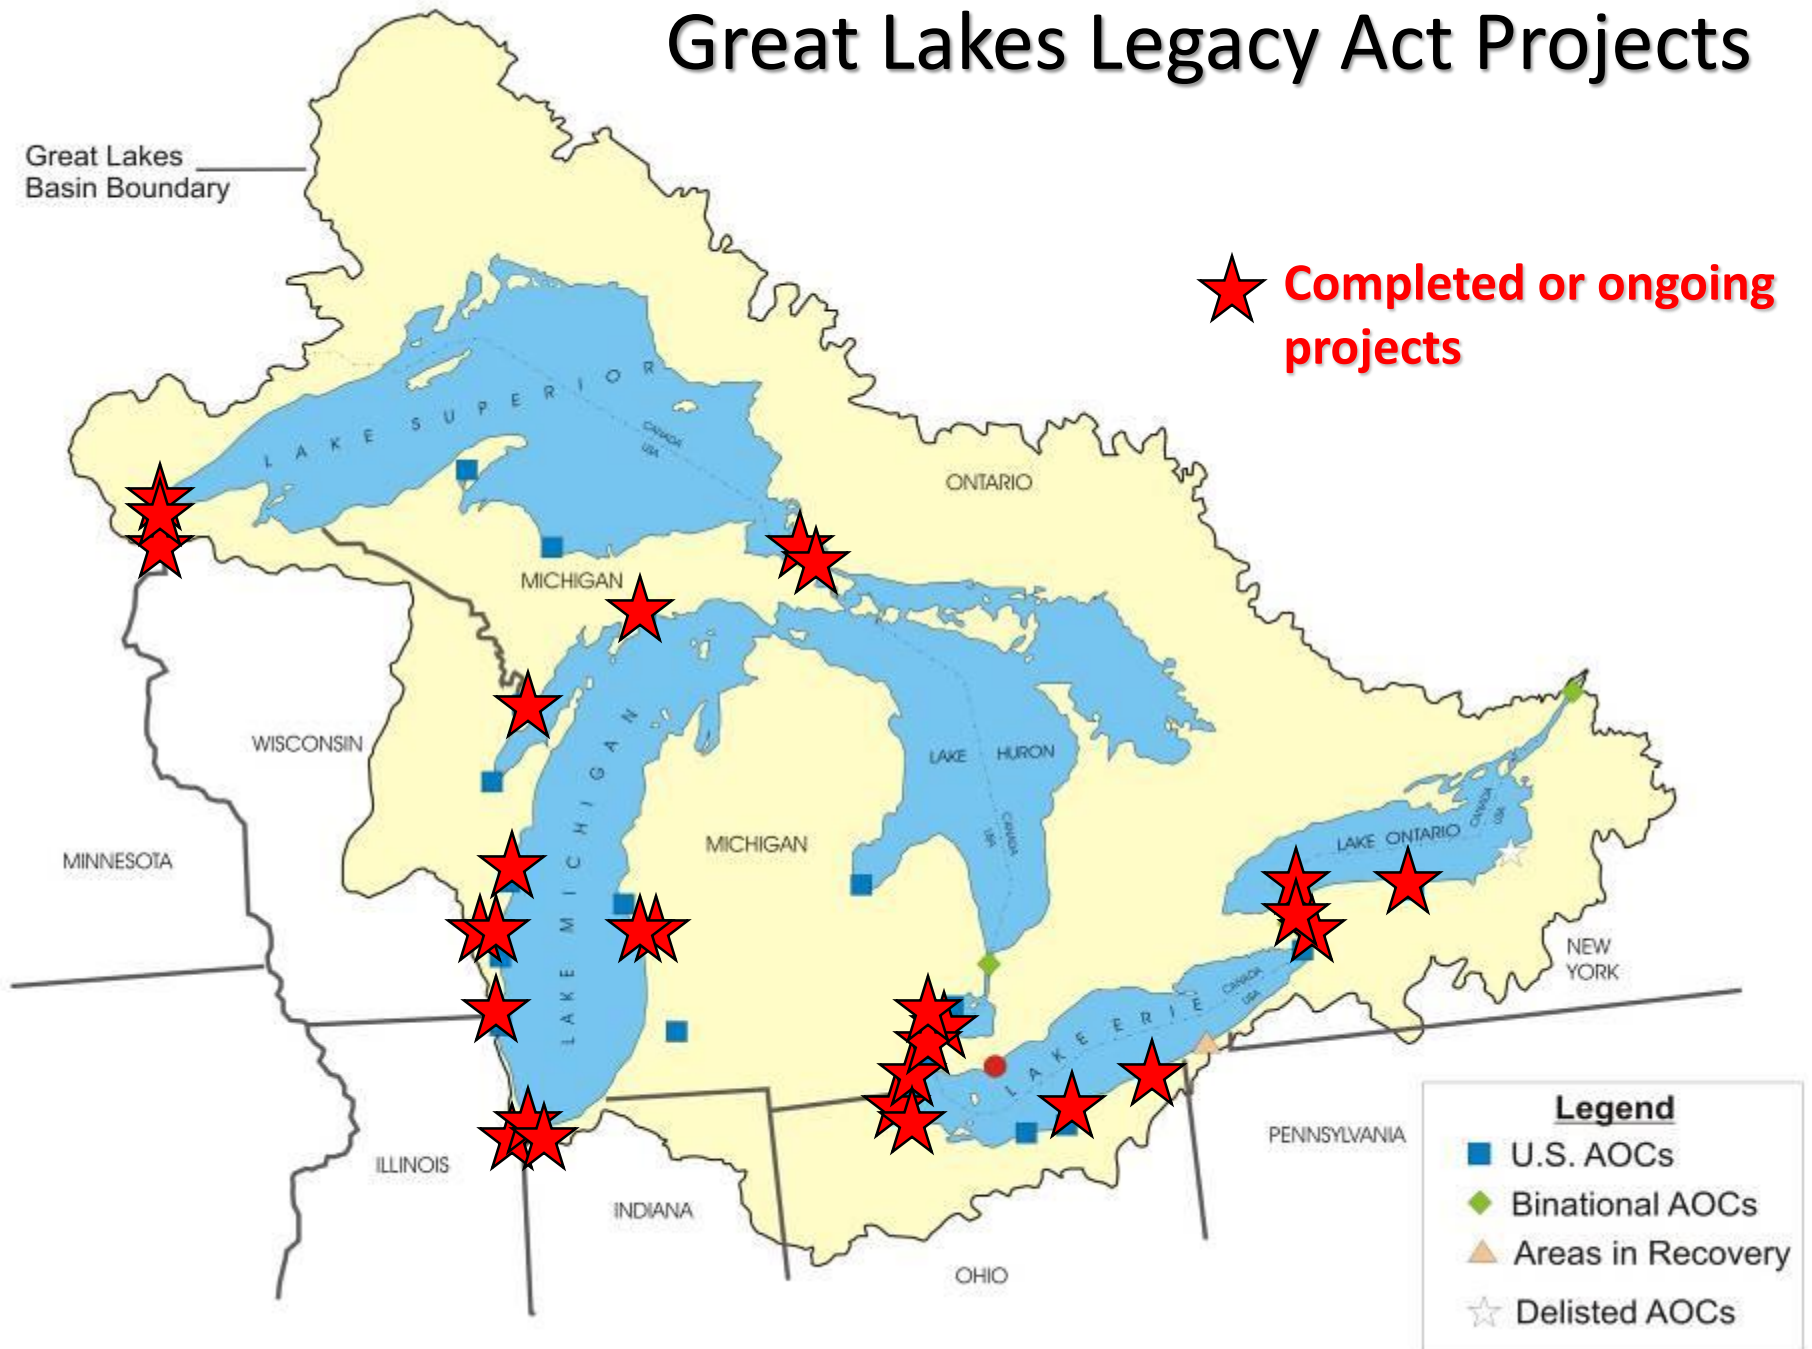 Great Lakes Legacy Act Projects
Great Lakes
Basin Boundary
Completed or ongoing
projects
LAKE SUPERIOR
CANADA
USA
ONTARIO
MICHIGAN
WISCONSIN
LAKE MICHIGAN
LAKE HURON
CANADA
USA
MINNESOTA
MICHIGAN
LAKE ONTARIO
CANADA
USA
NEW
YORK
LAKE ERIE
CANADA
USA
PENNSYLVANIA
ILLINOIS
INDIANA
OHIO
Legend
U.S. AOCs
Binational AOCs
Areas in Recovery
Delisted AOCs